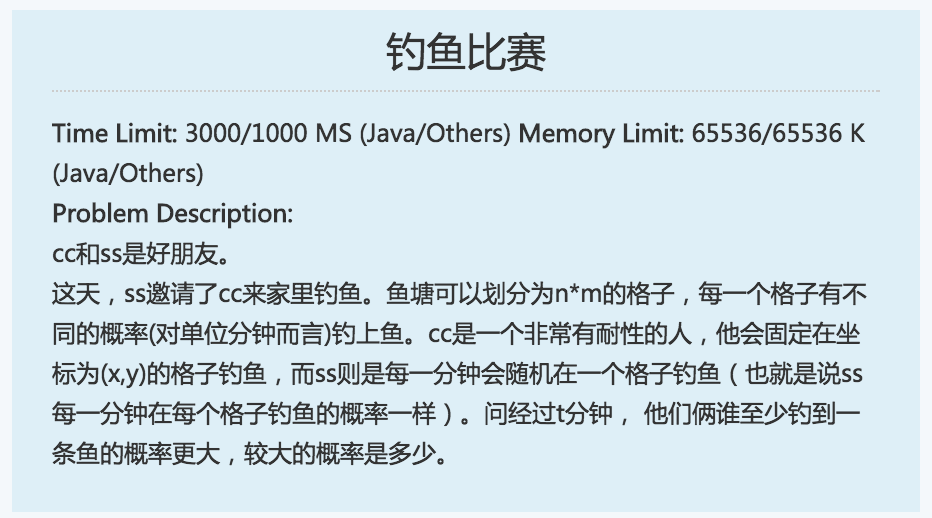 钓鱼比赛
Time Limit: 3000/1000 MS (Java/Others) Memory Limit: 65536/65536 K
(Java/Others)
Problem Description:
cc和ss是好朋友。
这天，ss邀请了cc来家里钓鱼。鱼塘可以划分为n*m的格子，每一个格子有不
同的概率(对单位分钟而言)钓上鱼。cc是一个非常有耐性的人，他会固定在坐
标为(x,y)的格子钓鱼，而ss则是每一分钟会随机在一个格子钓鱼（也就是说ss
每一分钟在每个格子钓鱼的概率一样）。问经过t分钟， 他们俩谁至少钓到一
条鱼的概率更大，较大的概率是多少。